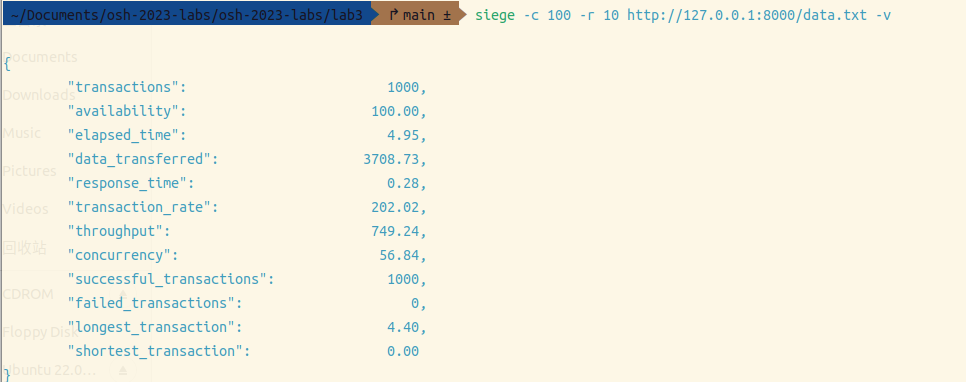 ~/Documents/osh-2023-labs/osh-2023-labs/lab3 main ± siege -c 100 -r 10 http://127.0.0.1:8000/data.txt -v
Documents
{
"transactions": 1000,
Downloads
"availability": 100.00,
Music
"elapsed_time": 4.95,
"data_transferred": 3708.73,
Pictures
"response_time": 0.28,
Videos
"transaction_rate": 202.02,
"throughput": 749.24,
回收站
"concurrency": 56.84,
"successful_transactions": 1000,
CDROM
"failed_transactions": 0,
Floppy Disk
"longest_transaction": 4.40,
"shortest_transaction": 0.00
Ubuntu 22.0...
}